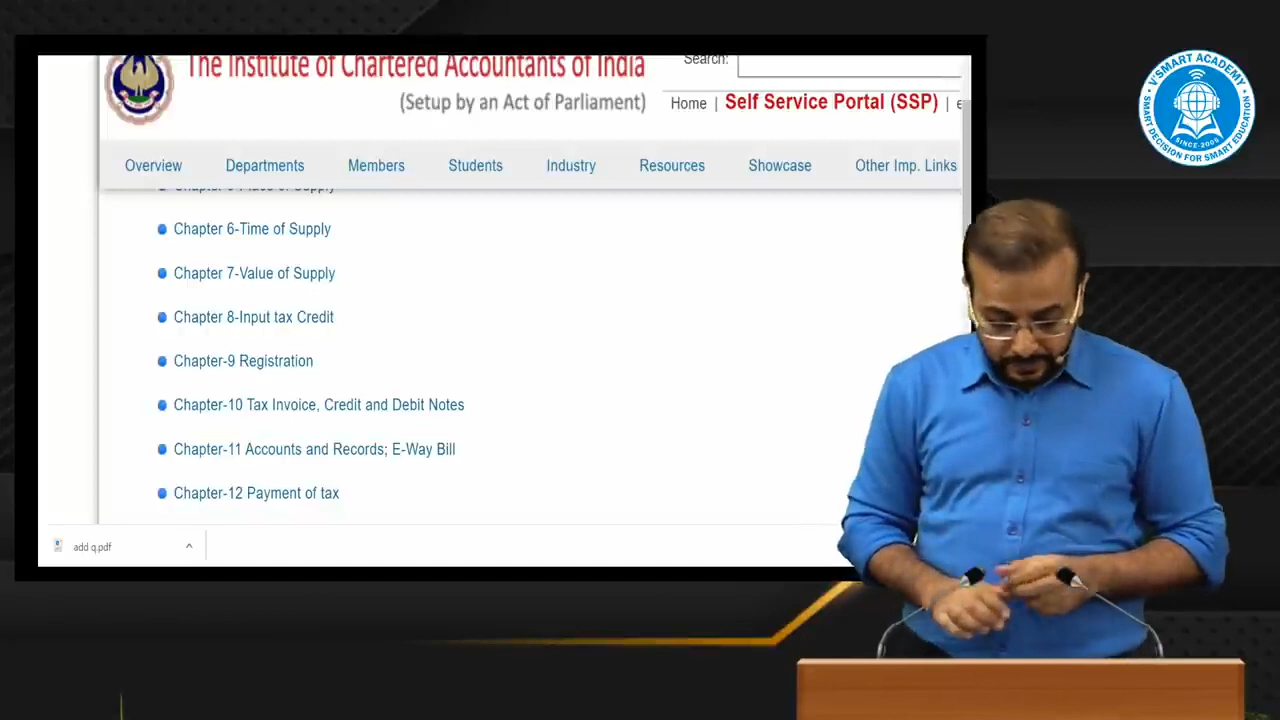 The Institute of Chartered Accountants of India
(Setup by an Act of Parliament)
Search:
Home | Self Service Portal (SSP) | e
Overview Departments Members Students Industry Resources Showcase Other Imp. Links
Chapter 6-Time of Supply
Chapter 7-Value of Supply
Chapter 8-Input tax Credit
Chapter-9 Registration
Chapter-10 Tax Invoice, Credit and Debit Notes
Chapter-11 Accounts and Records; E-Way Bill
Chapter-12 Payment of tax
add q.pdf
V'SMART ACADEMY
SMART DECISION FOR SMART EDUCATION
SINCE-2005